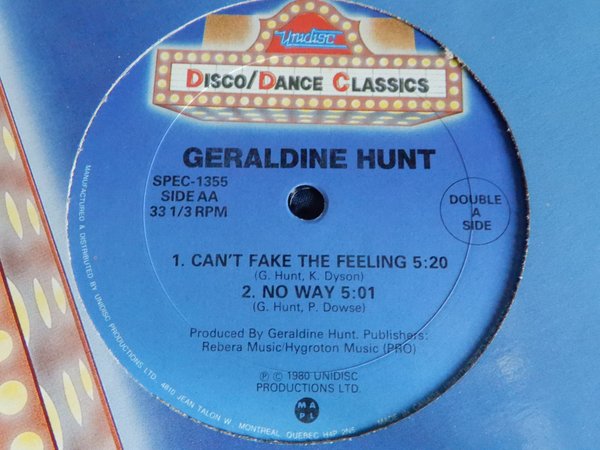 Unidisc
DISCO/DANCE CLASSICS
GERALDINE HUNT
SPEC-1355
SIDE AA
33 1/3 RPM
DOUBLE
A
SIDE
1. CAN'T FAKE THE FEELING 5:20
(G. Hunt, K. Dyson)
2. NO WAY 5:01
(G. Hunt, P. Dowse)
Produced By Geraldine Hunt. Publishers:
Rebera Music/Hygroton Music (PRO)
Ⓟ © 1980 UNIDISC
PRODUCTIONS LTD.
M A
P L
MANUFACTURED & DISTRIBUTED BY UNIDISC PRODUCTIONS LTD. 4810 JEAN TALON W. MONTREAL QUEBEC H4P 2N5